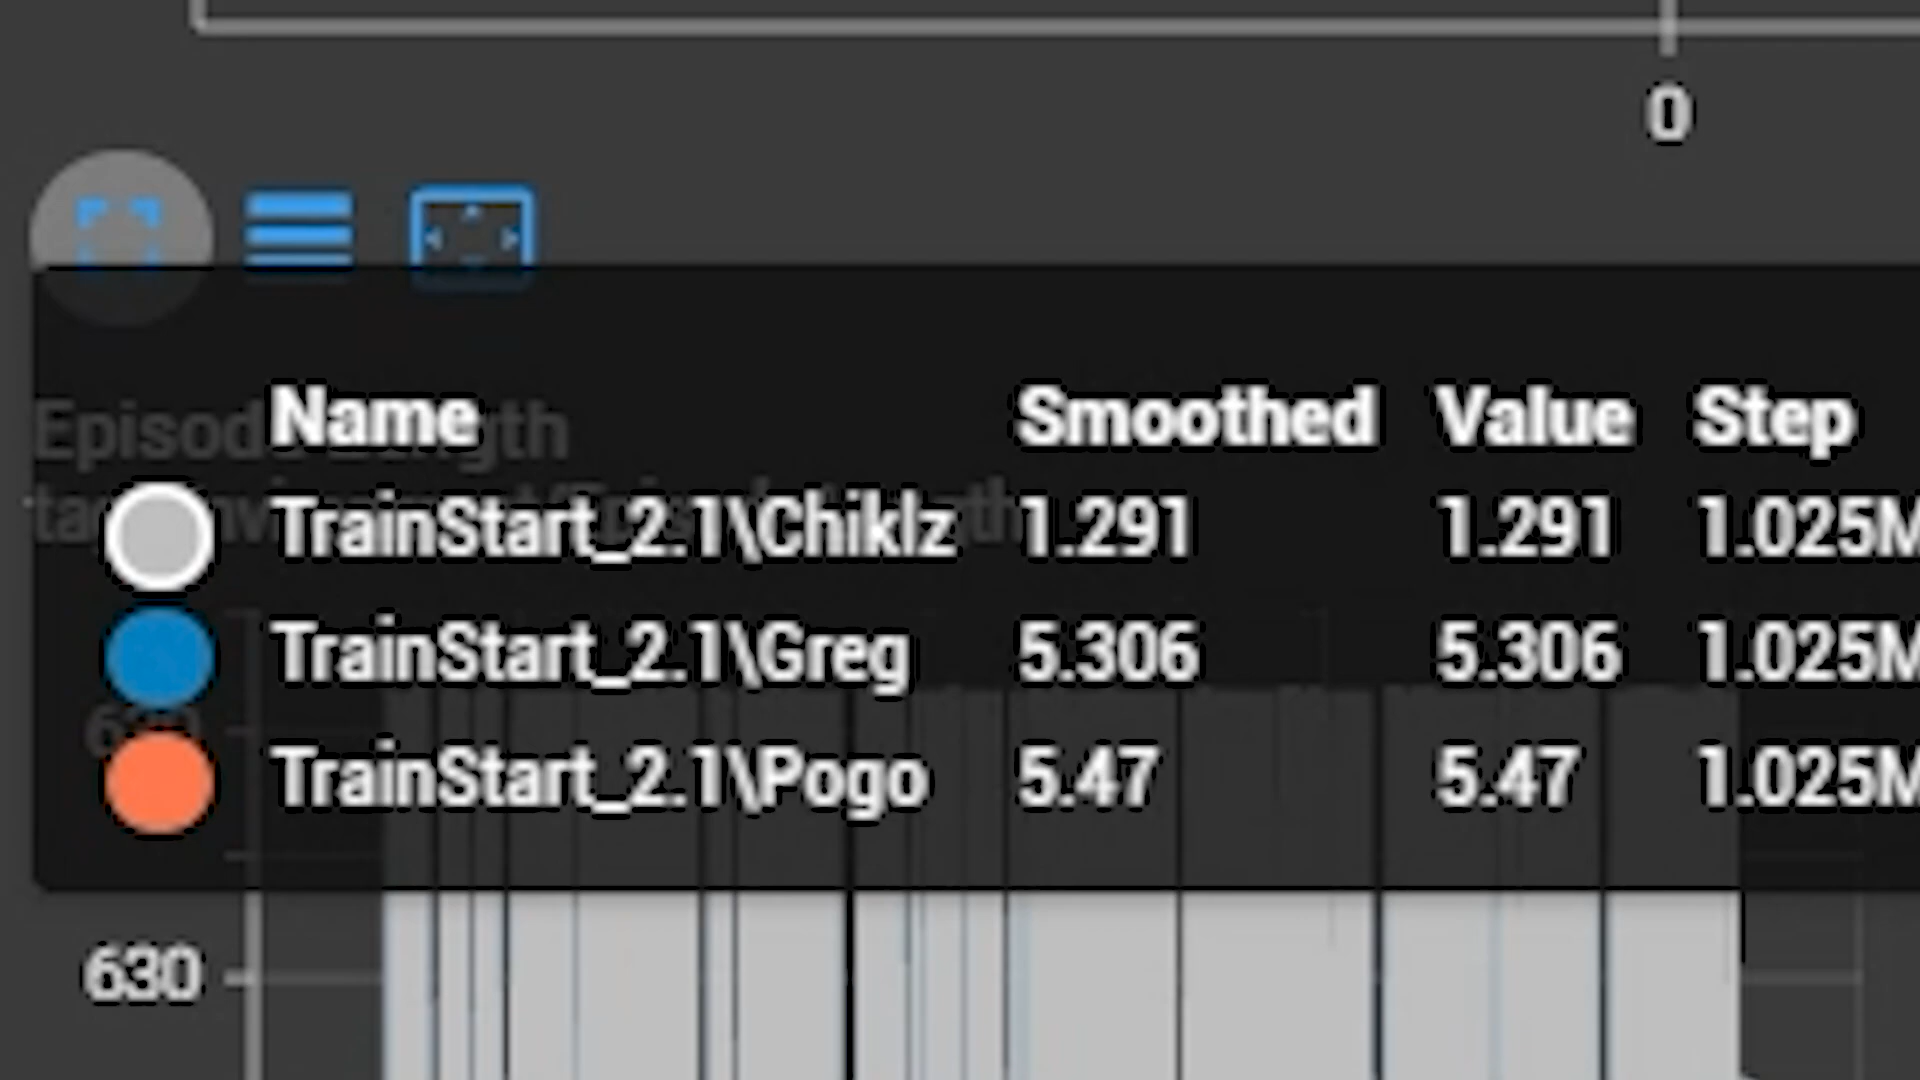 0
Name Smoothed Value Step
TrainStart_2.1\Chiklz 1.291 1.291 1.025M
TrainStart_2.1\Greg 5.306 5.306 1.025M
TrainStart_2.1\Pogo 5.47 5.47 1.025M
630